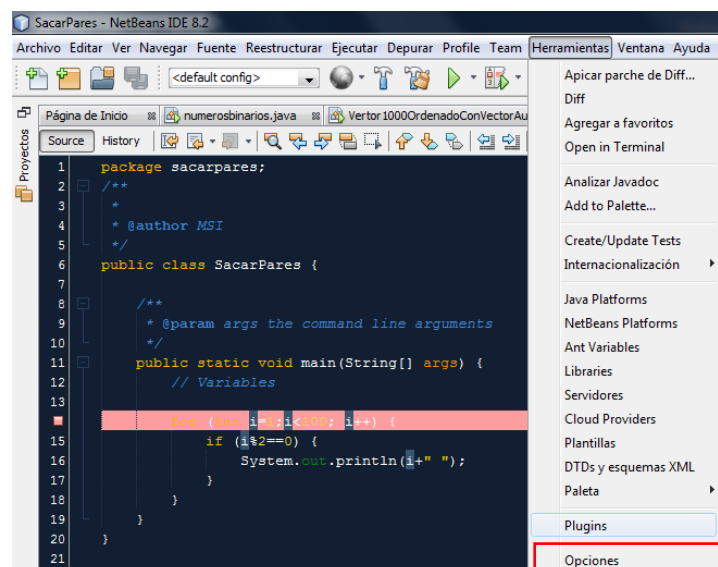 SacarPares - NetBeans IDE 8.2
Archivo Editar Ver Navegar Fuente Reestructurar Ejecutar Depurar Profile Team Herramientas Ventana Ayuda
<default config>
Página de Inicio numerosbinarios.java Vertor1000OrdenadoConVectorAu
Source History
Proyectos
1 package sacarpares;
2 /**
3 *
4 * @author MSI
5 */
6 public class SacarPares {
7
8 /**
9 * @param args the command line arguments
10 */
11 public static void main(String[] args) {
12 // Variables
13
for (int i=1;i<100; i++) {
15 if (i%2==0) {
16 System.out.println(i+" ");
17 }
18 }
19 }
20 }
21
Apicar parche de Diff...
Diff
Agregar a favoritos
Open in Terminal
Analizar Javadoc
Add to Palette...
Create/Update Tests
Internacionalización
Java Platforms
NetBeans Platforms
Ant Variables
Libraries
Servidores
Cloud Providers
Plantillas
DTDs y esquemas XML
Paleta
Plugins
Opciones